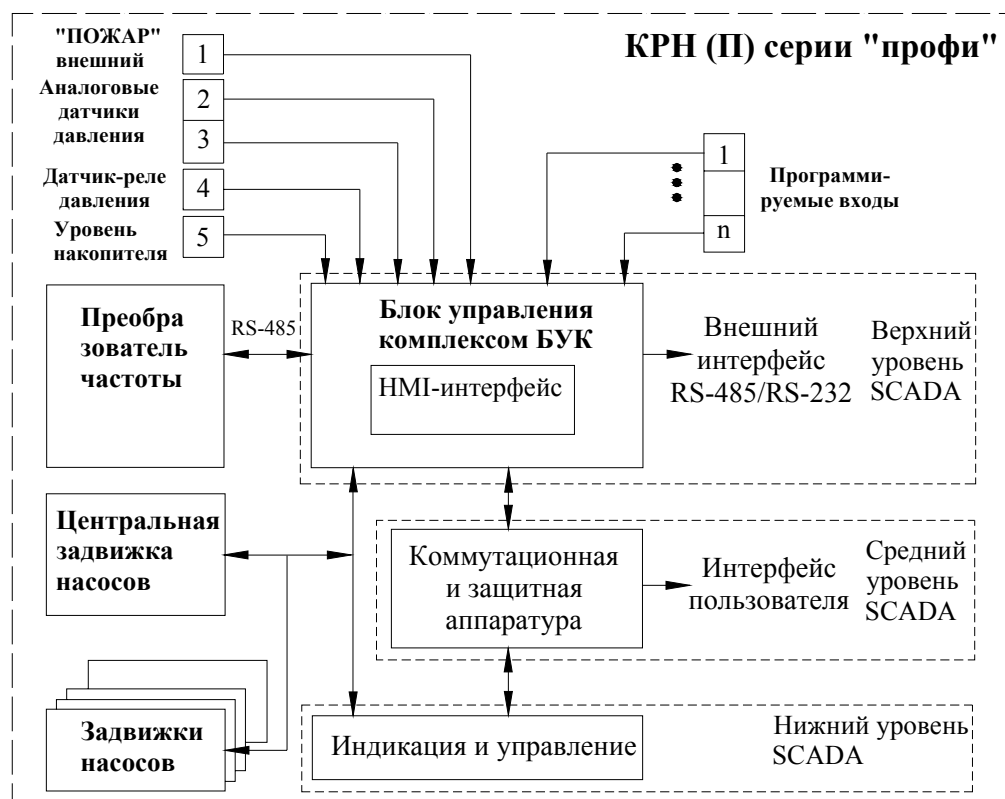 КРН (П) серии "профи"
"ПОЖАР"
внешний
1
Аналоговые
датчики
давления
2
3
Датчик-реле
давления
4
Уровень
накопителя
5
1
n
Программи-
руемые входы
Преобра
зователь
частоты
RS-485
Блок управления
комплексом БУК
HMI-интерфейс
Внешний
интерфейс
RS-485/RS-232
Верхний
уровень
SCADA
Центральная
задвижка
насосов
Коммутационная
и защитная
аппаратура
Интерфейс
пользователя
Средний
уровень
SCADA
Задвижки
насосов
Индикация и управление
Нижний уровень
SCADA